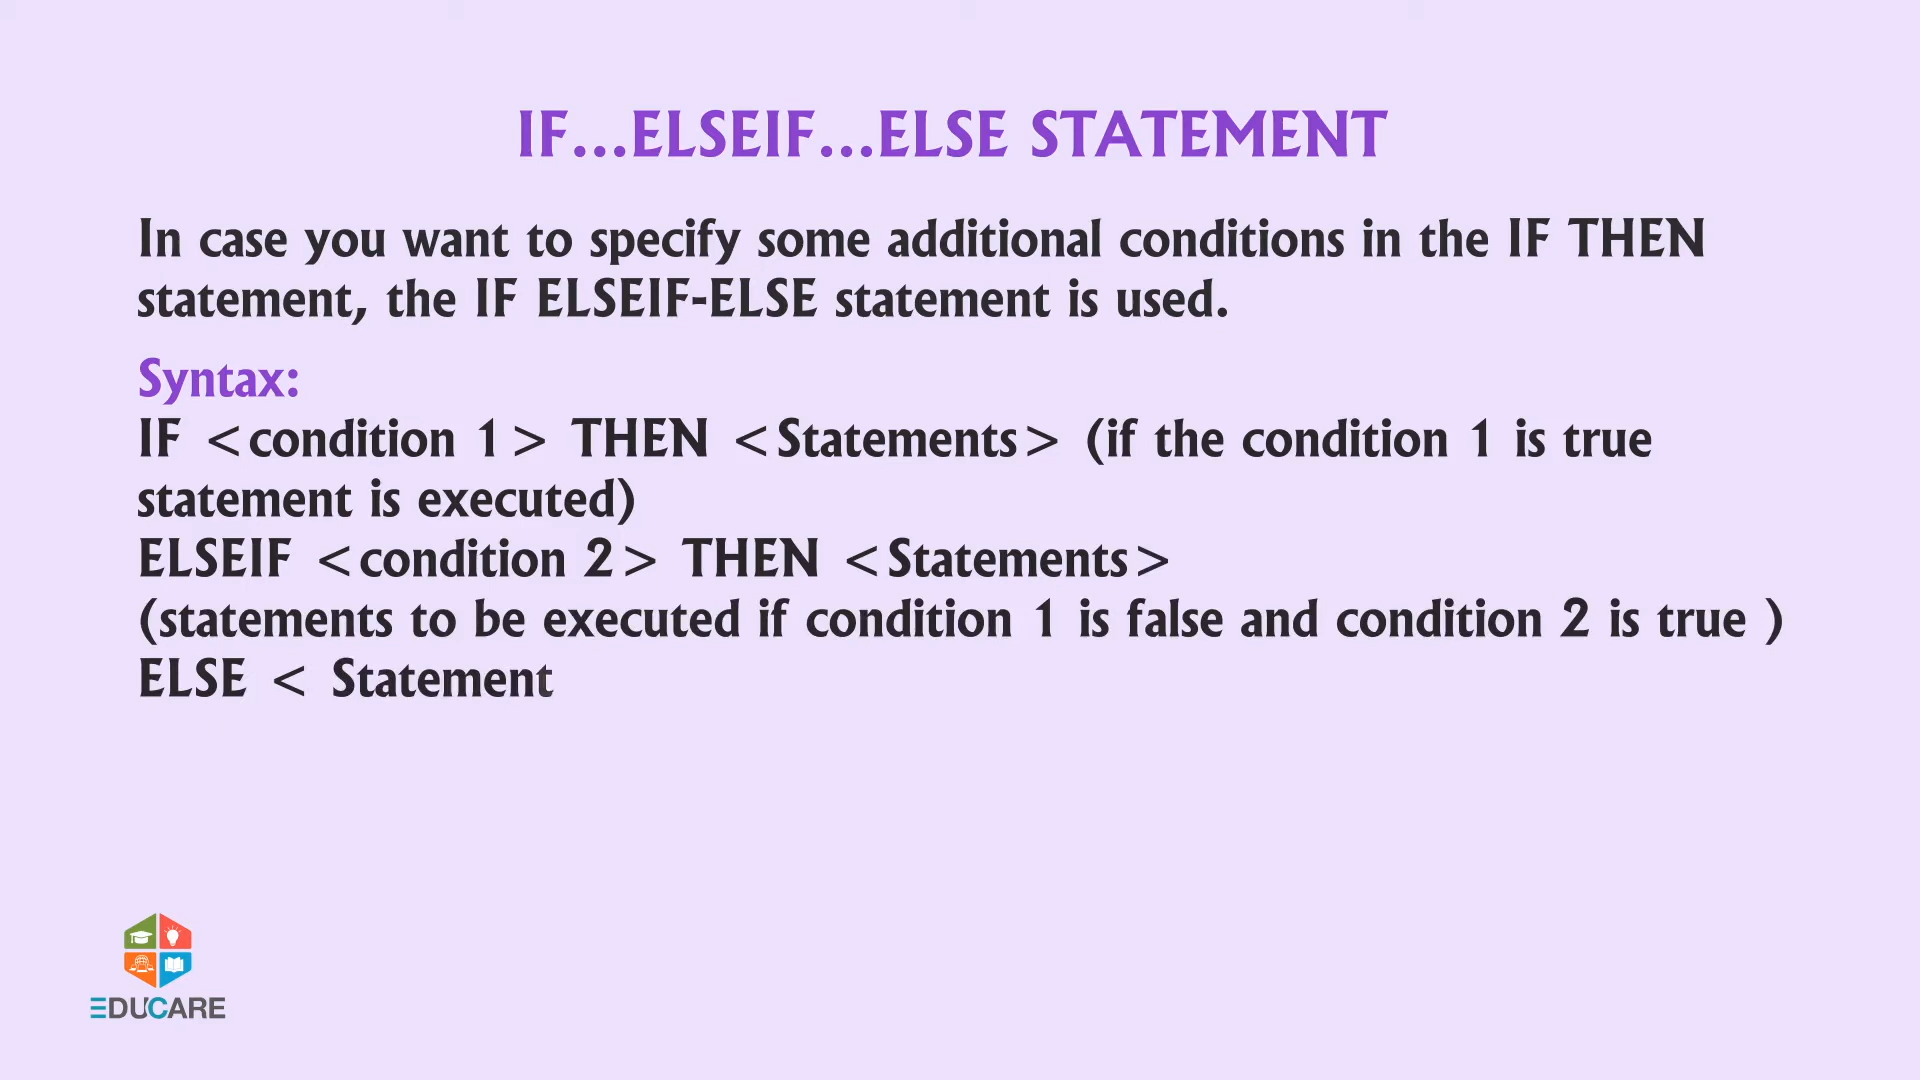 IF...ELSEIF...ELSE STATEMENT
In case you want to specify some additional conditions in the IF THEN
statement, the IF ELSEIF-ELSE statement is used.
Syntax:
IF <condition 1> THEN <Statements> (if the condition 1 is true
statement is executed)
ELSEIF <condition 2> THEN <Statements>
(statements to be executed if condition 1 is false and condition 2 is true )
ELSE < Statement
EDUCARE